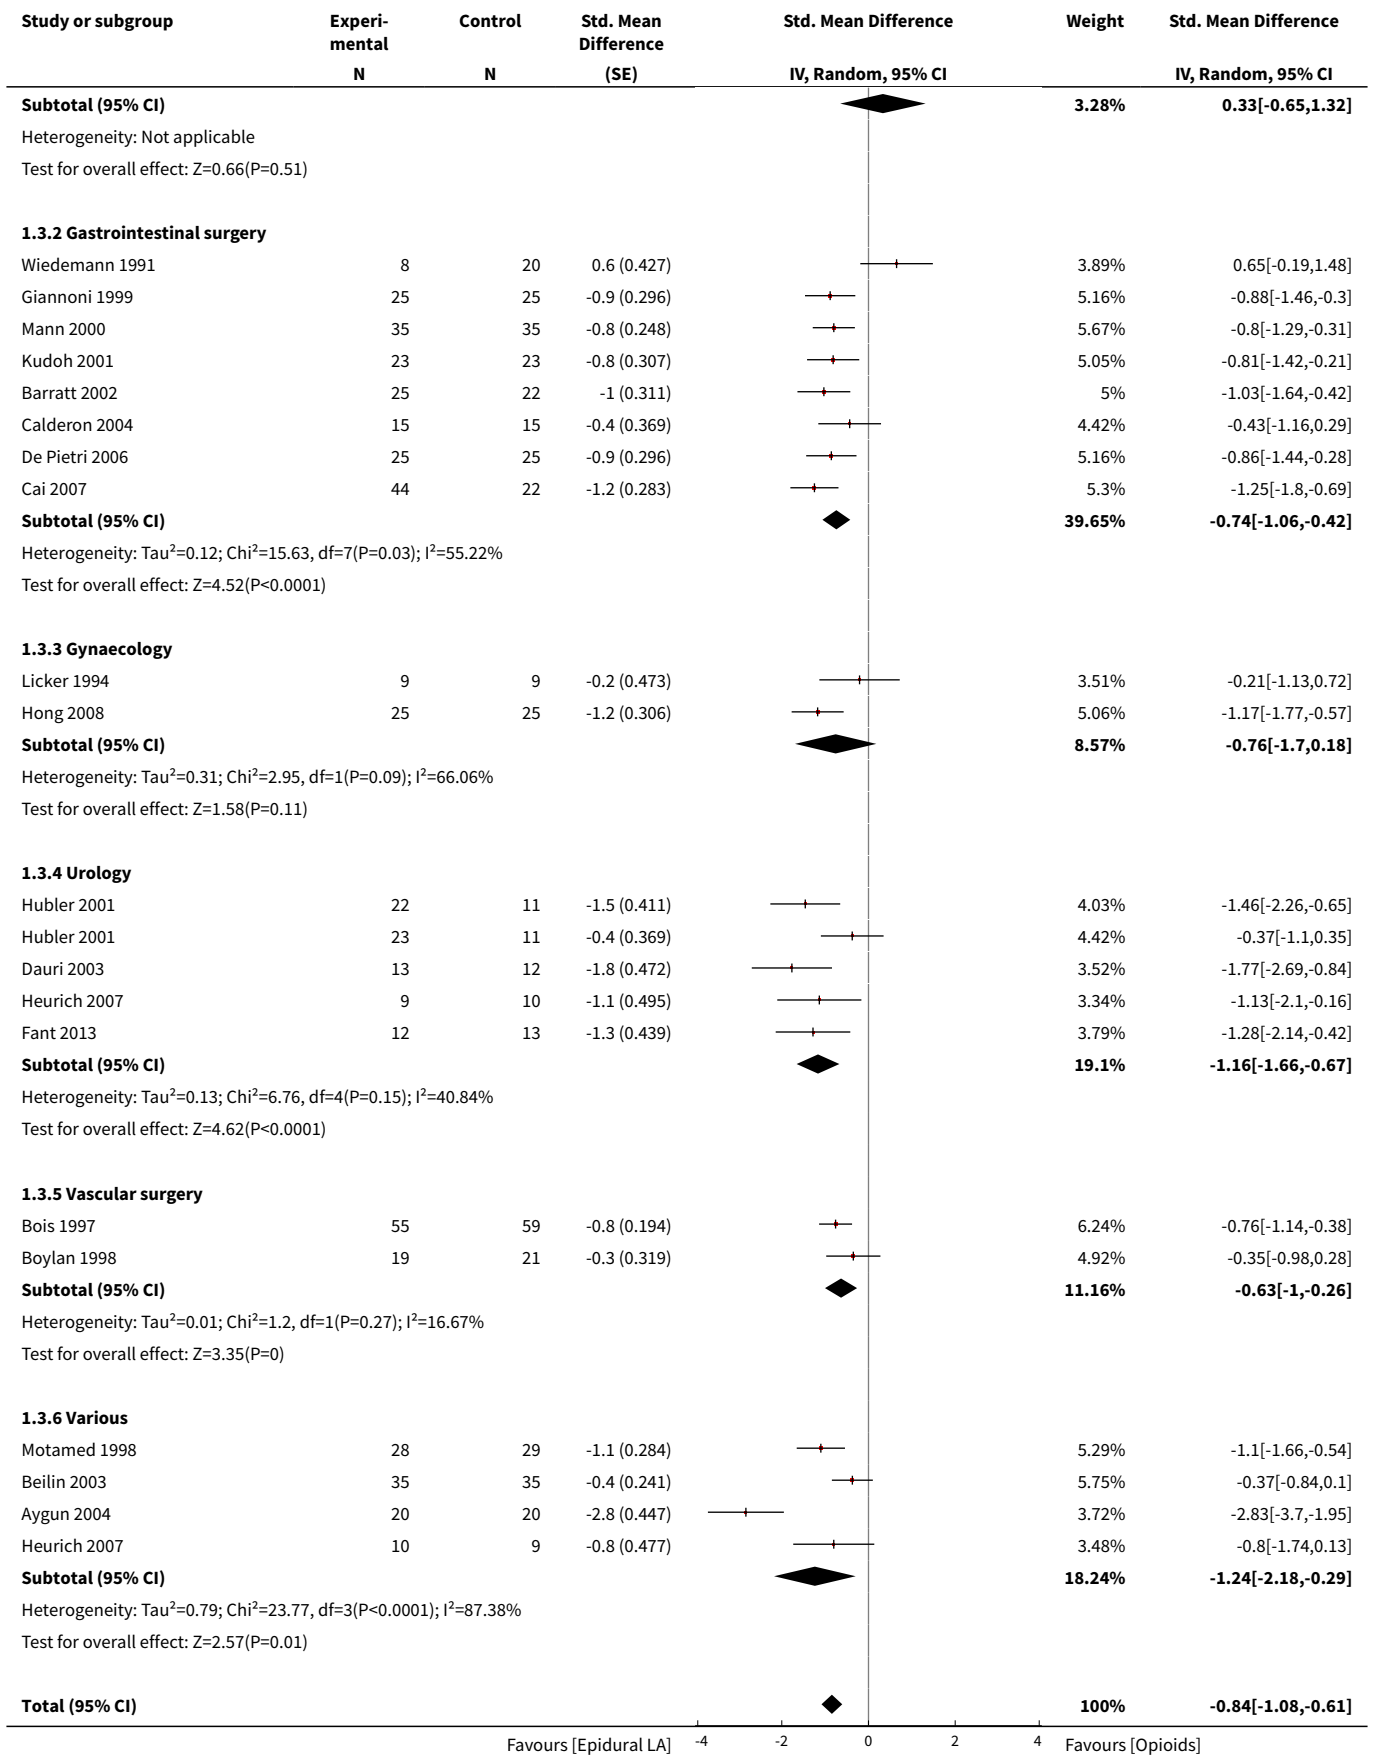 Study or subgroup Experi- Control Std. Mean Std. Mean Difference Weight Std. Mean Difference
mental Difference
N N (SE) IV, Random, 95% CI IV, Random, 95% CI
Subtotal (95% CI) 3.28% 0.33[-0.65,1.32]
Heterogeneity: Not applicable
Test for overall effect: Z=0.66(P=0.51)
1.3.2 Gastrointestinal surgery
Wiedemann 1991 8 20 0.6 (0.427) 3.89% 0.65[-0.19,1.48]
Giannoni 1999 25 25 -0.9 (0.296) 5.16% -0.88[-1.46,-0.3]
Mann 2000 35 35 -0.8 (0.248) 5.67% -0.8[-1.29,-0.31]
Kudoh 2001 23 23 -0.8 (0.307) 5.05% -0.81[-1.42,-0.21]
Barratt 2002 25 22 -1 (0.311) 5% -1.03[-1.64,-0.42]
Calderon 2004 15 15 -0.4 (0.369) 4.42% -0.43[-1.16,0.29]
De Pietri 2006 25 25 -0.9 (0.296) 5.16% -0.86[-1.44,-0.28]
Cai 2007 44 22 -1.2 (0.283) 5.3% -1.25[-1.8,-0.69]
Subtotal (95% CI) 39.65% -0.74[-1.06,-0.42]
Heterogeneity: Tau²=0.12; Chi²=15.63, df=7(P=0.03); I²=55.22%
Test for overall effect: Z=4.52(P<0.0001)
1.3.3 Gynaecology
Licker 1994 9 9 -0.2 (0.473) 3.51% -0.21[-1.13,0.72]
Hong 2008 25 25 -1.2 (0.306) 5.06% -1.17[-1.77,-0.57]
Subtotal (95% CI) 8.57% -0.76[-1.7,0.18]
Heterogeneity: Tau²=0.31; Chi²=2.95, df=1(P=0.09); I²=66.06%
Test for overall effect: Z=1.58(P=0.11)
1.3.4 Urology
Hubler 2001 22 11 -1.5 (0.411) 4.03% -1.46[-2.26,-0.65]
Hubler 2001 23 11 -0.4 (0.369) 4.42% -0.37[-1.1,0.35]
Dauri 2003 13 12 -1.8 (0.472) 3.52% -1.77[-2.69,-0.84]
Heurich 2007 9 10 -1.1 (0.495) 3.34% -1.13[-2.1,-0.16]
Fant 2013 12 13 -1.3 (0.439) 3.79% -1.28[-2.14,-0.42]
Subtotal (95% CI) 19.1% -1.16[-1.66,-0.67]
Heterogeneity: Tau²=0.13; Chi²=6.76, df=4(P=0.15); I²=40.84%
Test for overall effect: Z=4.62(P<0.0001)
1.3.5 Vascular surgery
Bois 1997 55 59 -0.8 (0.194) 6.24% -0.76[-1.14,-0.38]
Boylan 1998 19 21 -0.3 (0.319) 4.92% -0.35[-0.98,0.28]
Subtotal (95% CI) 11.16% -0.63[-1,-0.26]
Heterogeneity: Tau²=0.01; Chi²=1.2, df=1(P=0.27); I²=16.67%
Test for overall effect: Z=3.35(P=0)
1.3.6 Various
Motamed 1998 28 29 -1.1 (0.284) 5.29% -1.1[-1.66,-0.54]
Beilin 2003 35 35 -0.4 (0.241) 5.75% -0.37[-0.84,0.1]
Aygun 2004 20 20 -2.8 (0.447) 3.72% -2.83[-3.7,-1.95]
Heurich 2007 10 9 -0.8 (0.477) 3.48% -0.8[-1.74,0.13]
Subtotal (95% CI) 18.24% -1.24[-2.18,-0.29]
Heterogeneity: Tau²=0.79; Chi²=23.77, df=3(P<0.0001); I²=87.38%
Test for overall effect: Z=2.57(P=0.01)
Total (95% CI) 100% -0.84[-1.08,-0.61]
Favours [Epidural LA] -4 -2 0 2 4 Favours [Opioids]